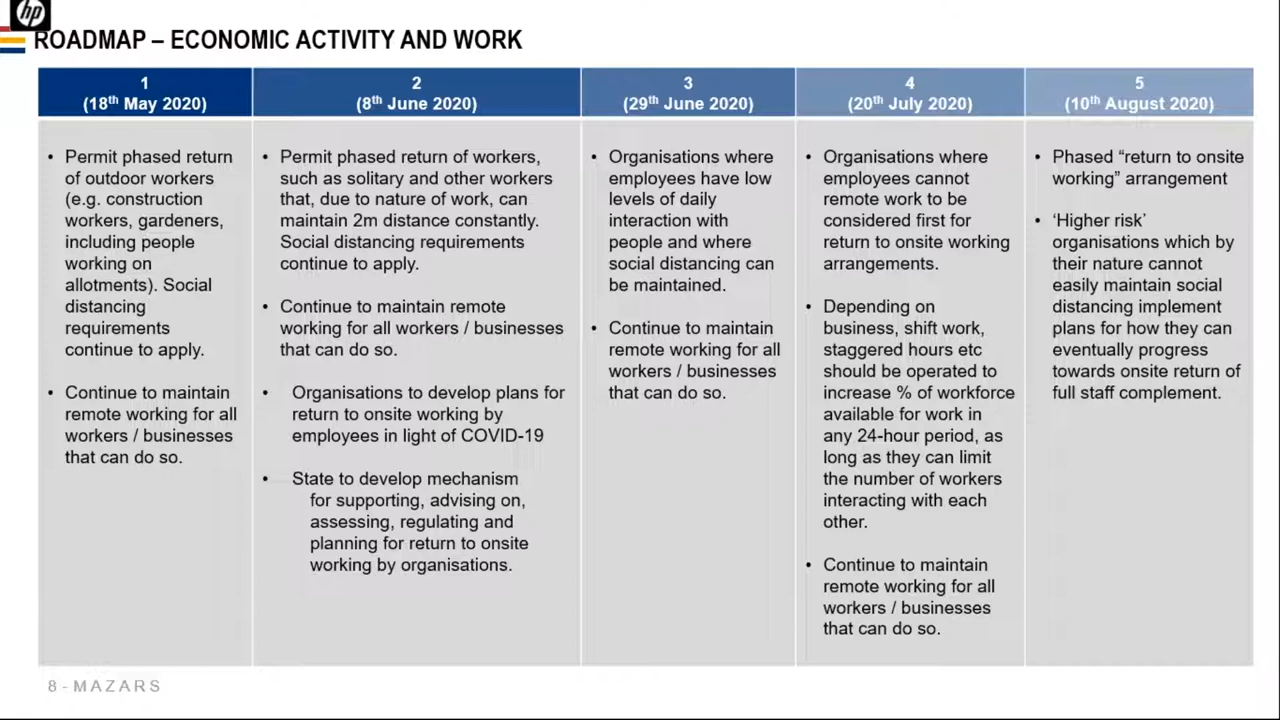 hp
ROADMAP – ECONOMIC ACTIVITY AND WORK
1
(18th May 2020)
• Permit phased return
of outdoor workers
(e.g. construction
workers, gardeners,
including people
working on
allotments). Social
distancing
requirements
continue to apply.
• Continue to maintain
remote working for all
workers / businesses
that can do so.
2
(8th June 2020)
• Permit phased return of workers,
such as solitary and other workers
that, due to nature of work, can
maintain 2m distance constantly.
Social distancing requirements
continue to apply.
• Continue to maintain remote
working for all workers / businesses
that can do so.
• Organisations to develop plans for
return to onsite working by
employees in light of COVID-19
• State to develop mechanism
for supporting, advising on,
assessing, regulating and
planning for return to onsite
working by organisations.
3
(29th June 2020)
• Organisations where
employees have low
levels of daily
interaction with
people and where
social distancing can
be maintained.
• Continue to maintain
remote working for all
workers / businesses
that can do so.
4
(20th July 2020)
• Organisations where
employees cannot
remote work to be
considered first for
return to onsite working
arrangements.
• Depending on
business, shift work,
staggered hours etc
should be operated to
increase % of workforce
available for work in
any 24-hour period, as
long as they can limit
the number of workers
interacting with each
other.
• Continue to maintain
remote working for all
workers / businesses
that can do so.
5
(10th August 2020)
• Phased “return to onsite
working” arrangement
• ‘Higher risk’
organisations which by
their nature cannot
easily maintain social
distancing implement
plans for how they can
eventually progress
towards onsite return of
full staff complement.
8 - MAZARS